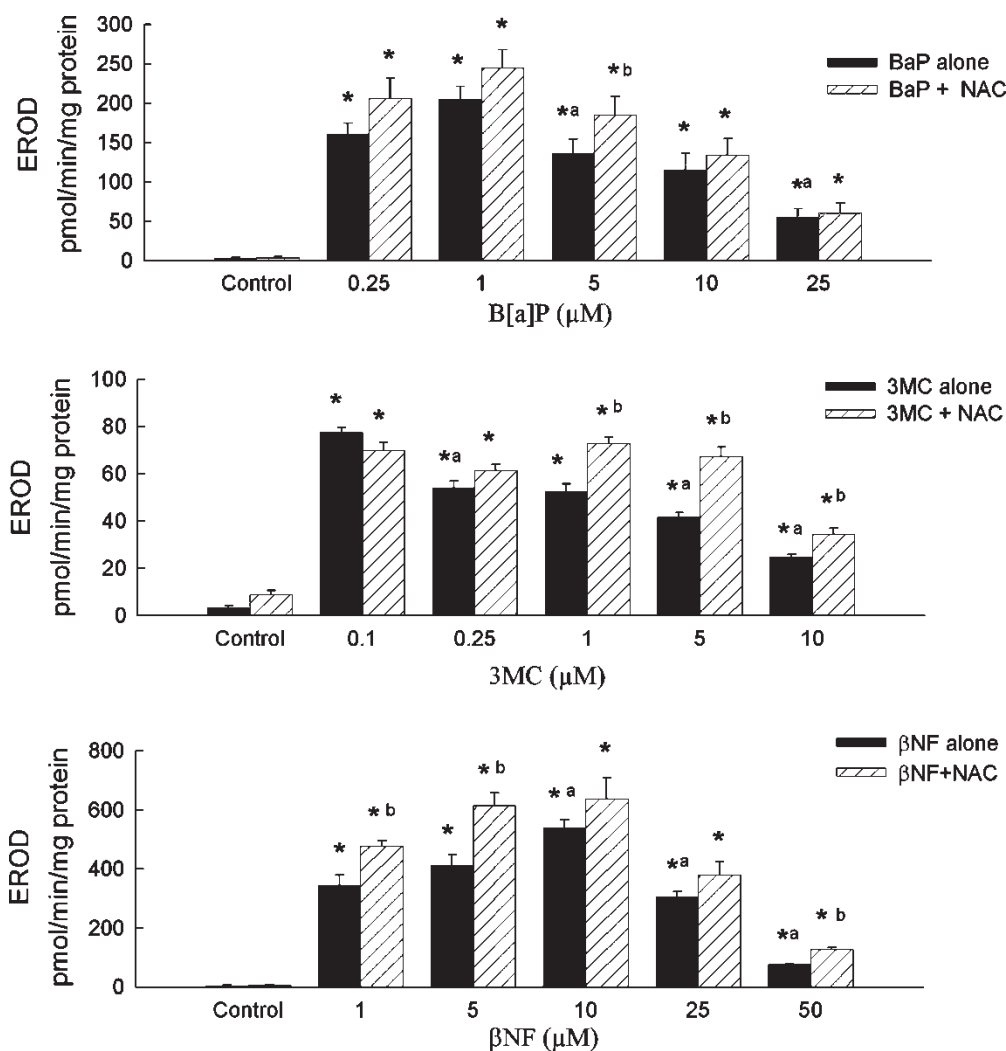 EROD
pmol/min/mg protein
300
250
200
150
100
50
0
BaP alone
BaP + NAC
* * * * *a *b * * *a *
Control 0.25 1 5 10 25
B[a]P (μM)
EROD
pmol/min/mg protein
100
80
60
40
20
0
3MC alone
3MC + NAC
* * *a * * *b *a *b *a *b
Control 0.1 0.25 1 5 10
3MC (μM)
EROD
pmol/min/mg protein
800
600
400
200
0
βNF alone
βNF+NAC
* *b * *b *a * *a * *a *b
Control 1 5 10 25 50
βNF (μM)